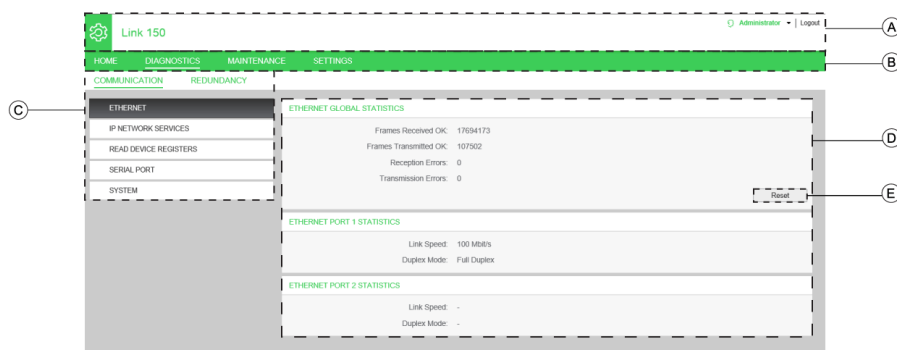 Link 150
Administrator | Logout
A
HOME DIAGNOSTICS MAINTENANCE SETTINGS
B
COMMUNICATION REDUNDANCY
C
ETHERNET
IP NETWORK SERVICES
READ DEVICE REGISTERS
SERIAL PORT
SYSTEM
ETHERNET GLOBAL STATISTICS
Frames Received OK: 17694173
Frames Transmitted OK: 107502
Reception Errors: 0
Transmission Errors: 0
D
Reset
E
ETHERNET PORT 1 STATISTICS
Link Speed: 100 Mbit/s
Duplex Mode: Full Duplex
ETHERNET PORT 2 STATISTICS
Link Speed: -
Duplex Mode: -